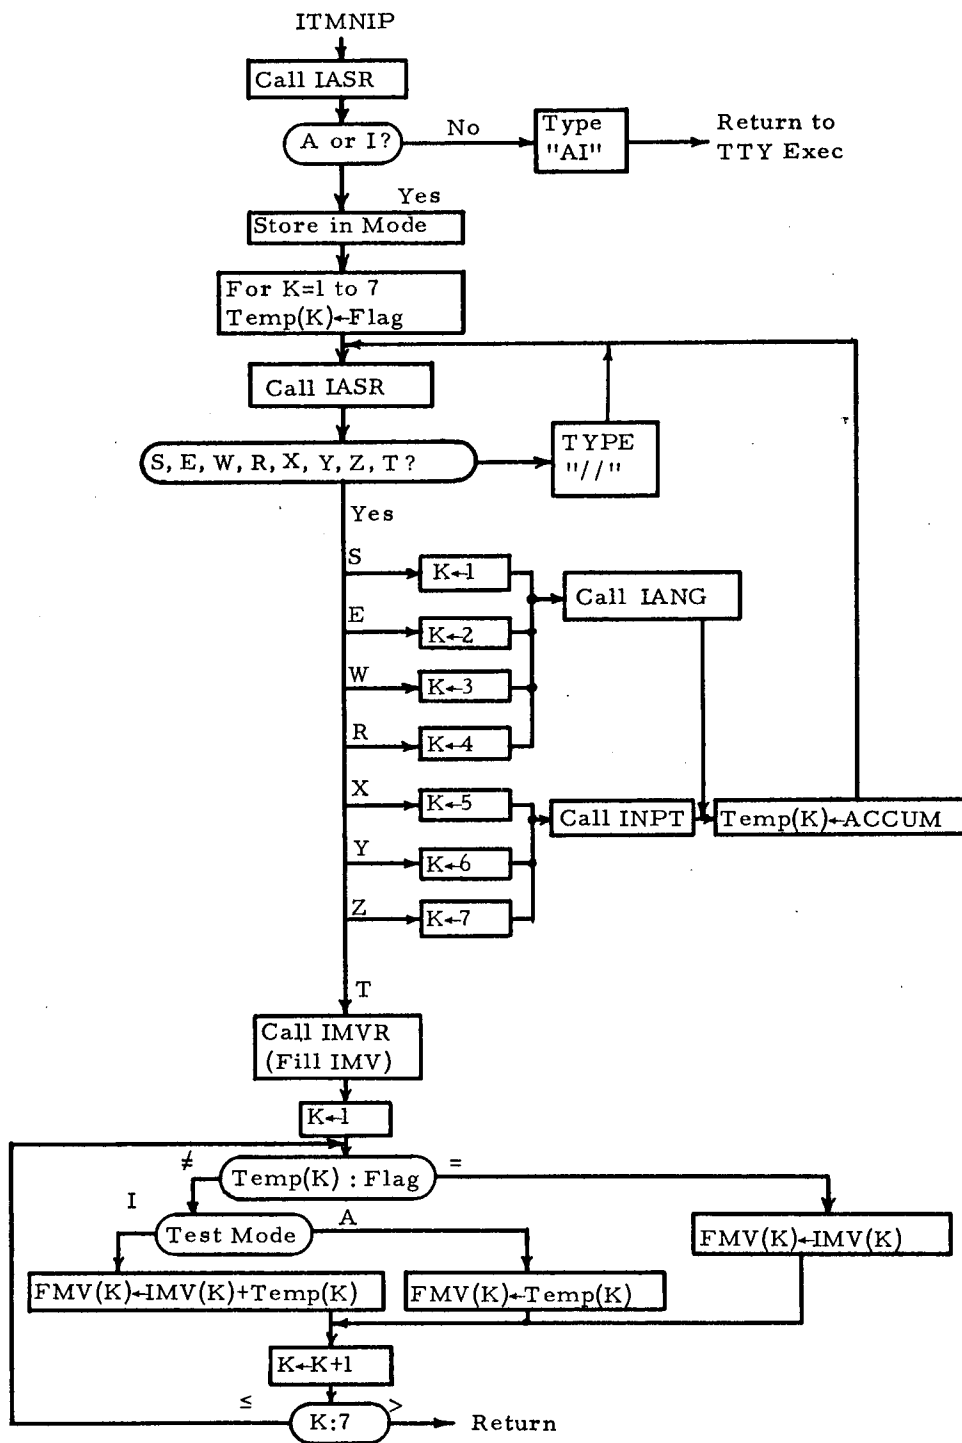 ITMNIP
Call IASR
A or I?
No
Type
"AI"
Return to
TTY Exec
Yes
Store in Mode
For K=1 to 7
Temp(K)←Flag
Call IASR
S, E, W, R, X, Y, Z, T?
TYPE
"//"
Yes
S
K←1
Call IANG
E
K←2
W
K←3
R
K←4
X
K←5
Call INPT
Temp(K)←ACCUM
Y
K←6
Z
K←7
T
Call IMVR
(Fill IMV)
K←1
≠
Temp(K) : Flag
=
I
Test Mode
A
FMV(K)←IMV(K)
FMV(K)←IMV(K)+Temp(K)
FMV(K)←Temp(K)
K←K+1
≤
K:7
>
Return